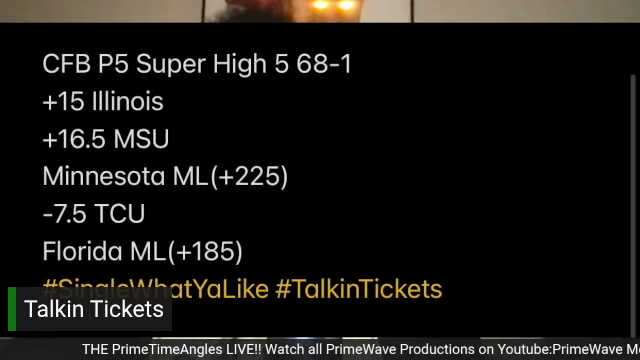 CFB P5 Super High 5 68-1
+15 Illinois
+16.5 MSU
Minnesota ML(+225)
-7.5 TCU
Florida ML(+185)
#SingleWhatYaLike #TalkinTickets
Talkin Tickets
THE PrimeTimeAngles LIVE!! Watch all PrimeWave Productions on Youtube:PrimeWave